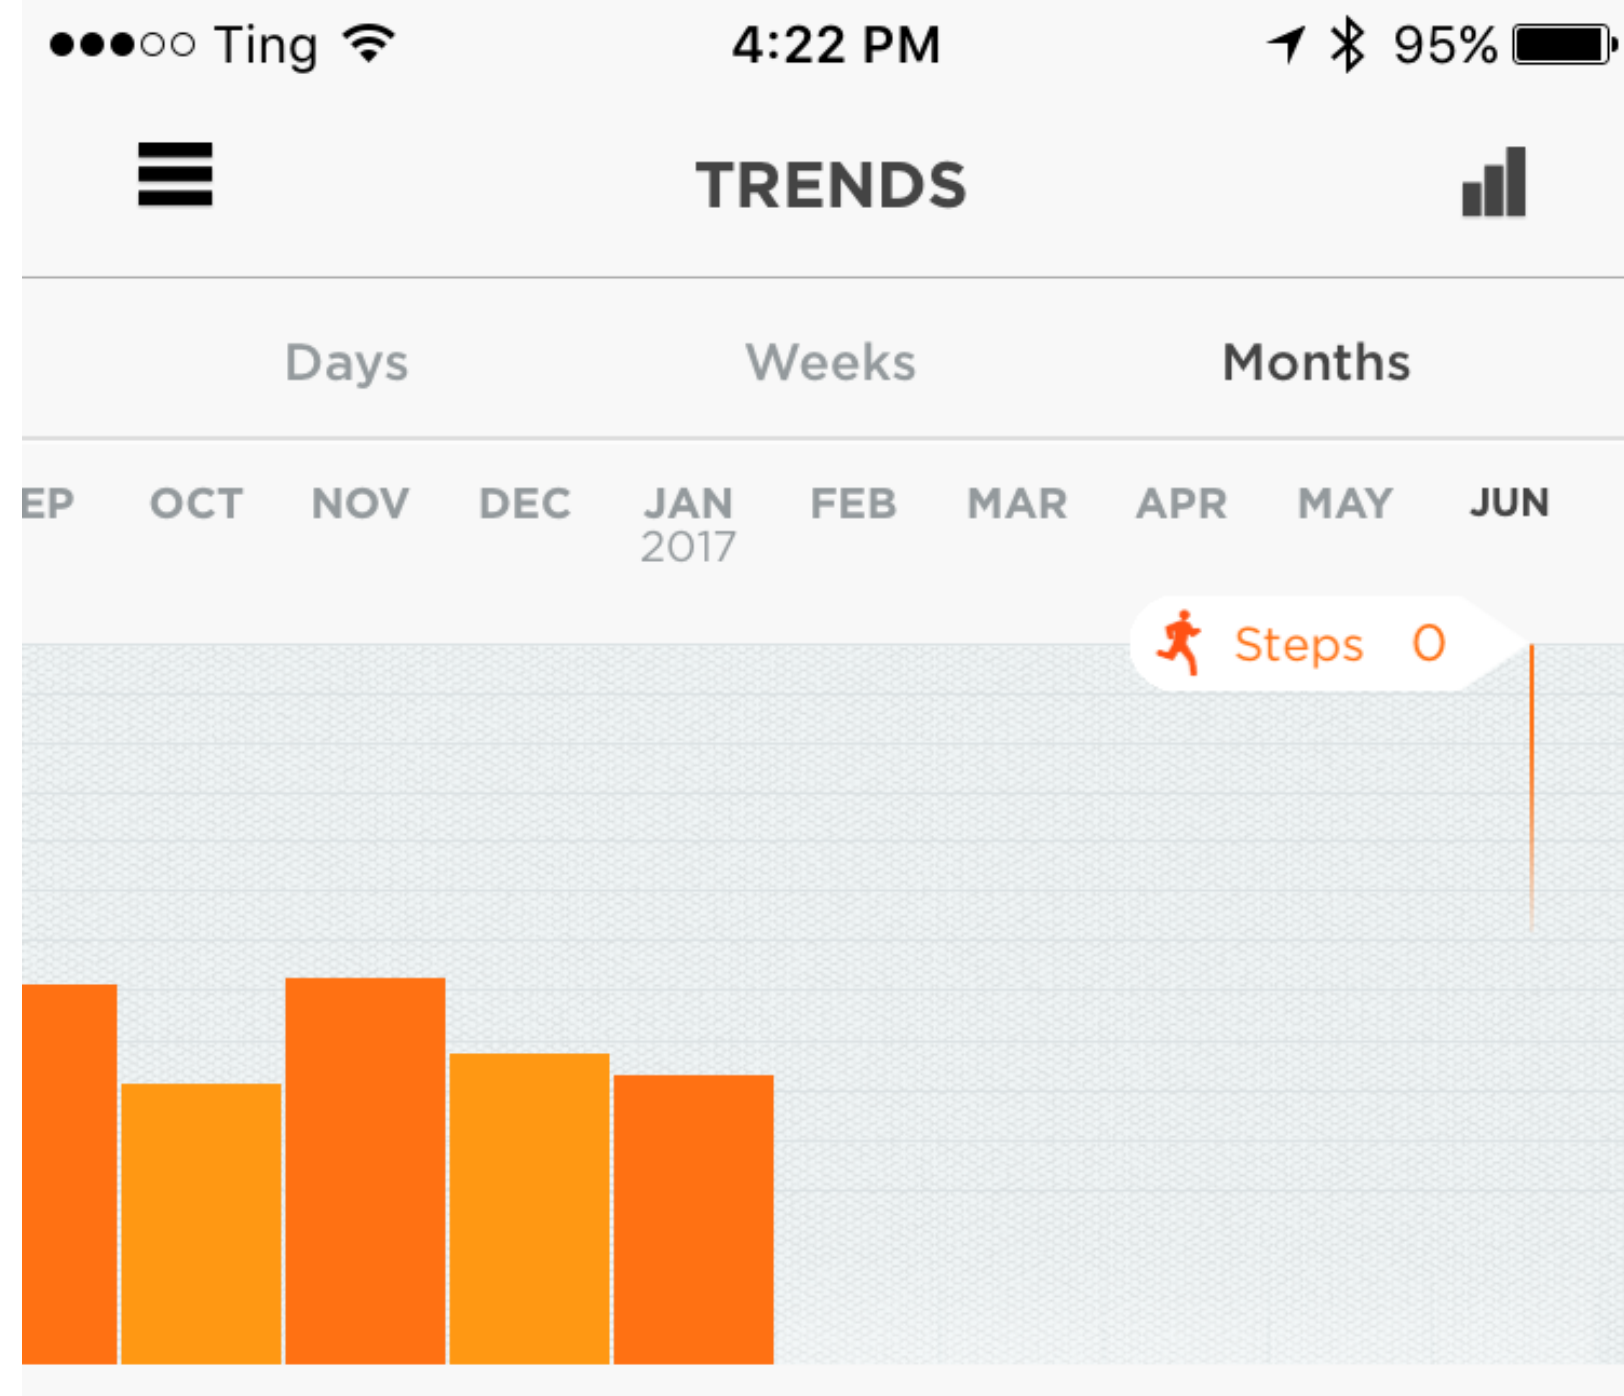 Ting 4:22 PM 95%
TRENDS
Days Weeks Months
EP OCT NOV DEC JAN FEB MAR APR MAY JUN
2017
Steps 0